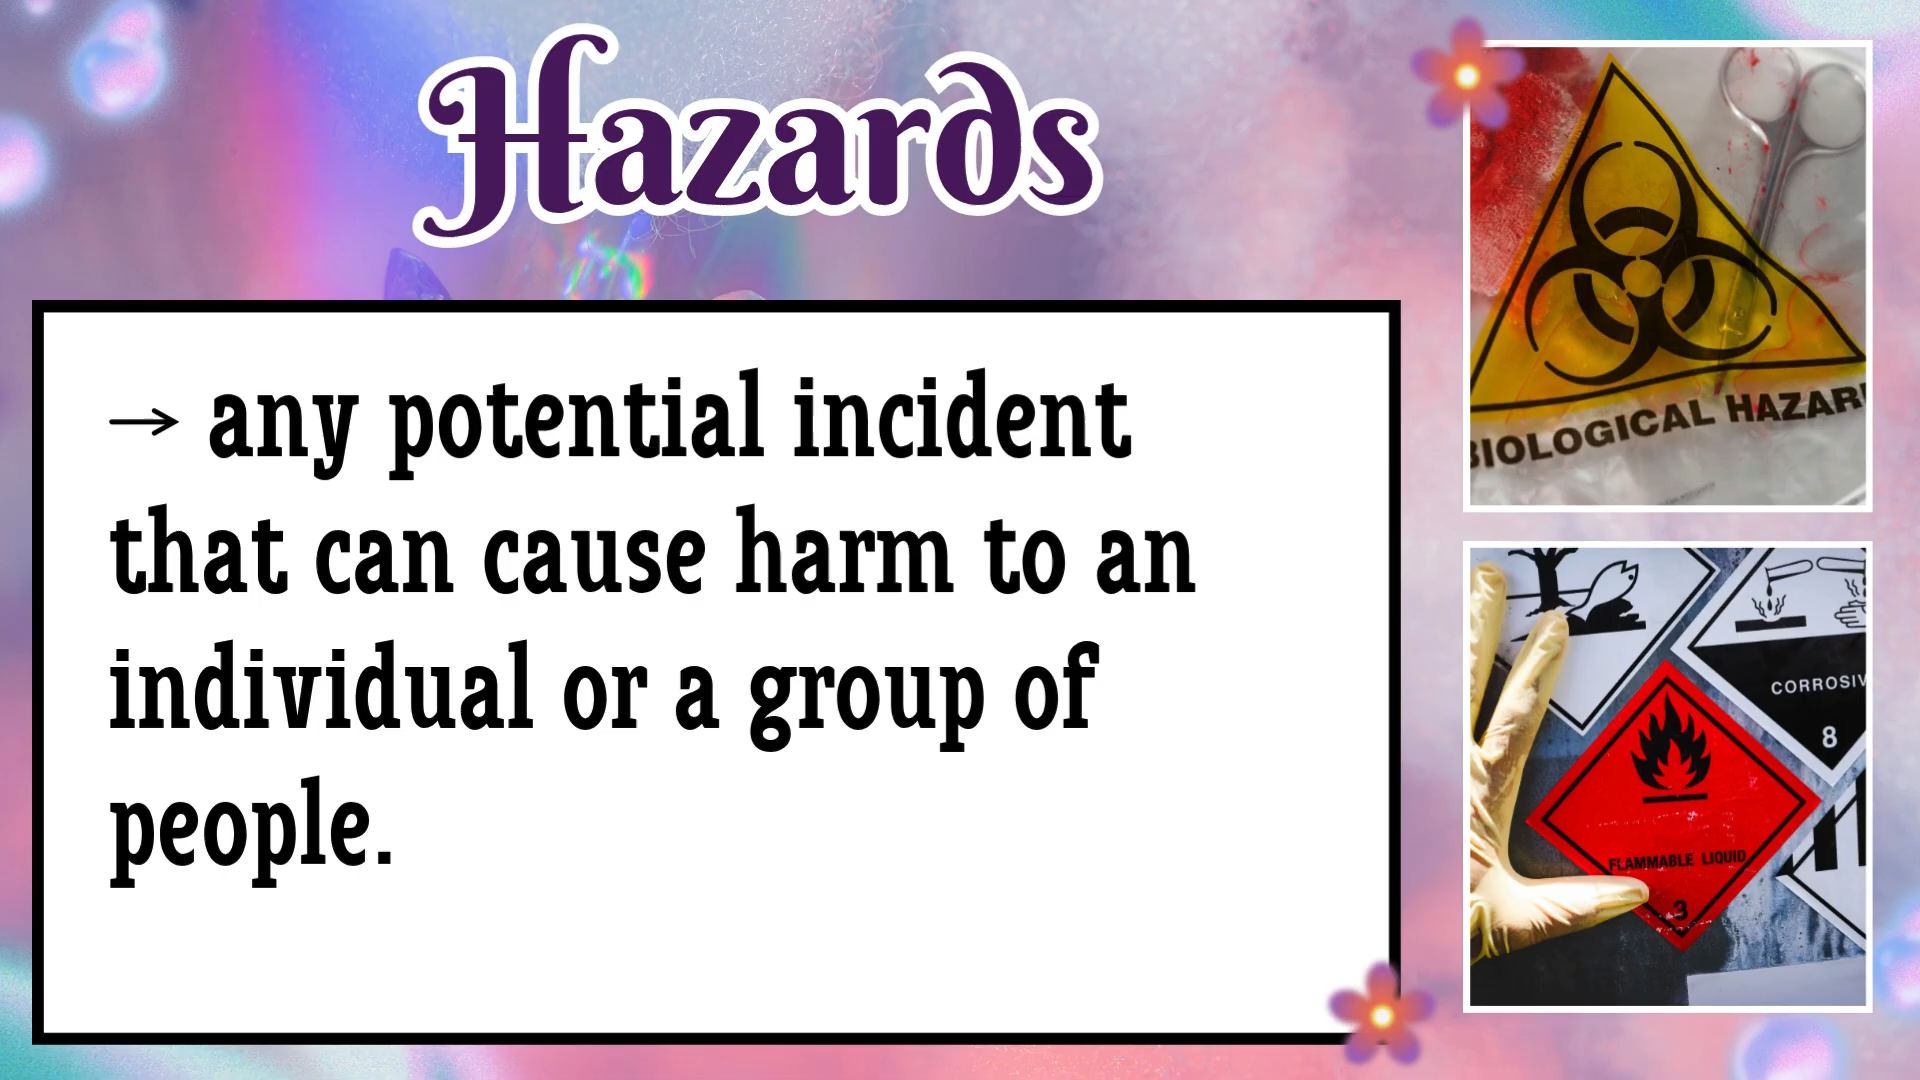 Hazards
→ any potential incident
that can cause harm to an
individual or a group of
people.
BIOLOGICAL HAZAR
CORROSIV
8
FLAMMABLE LIQUID
3